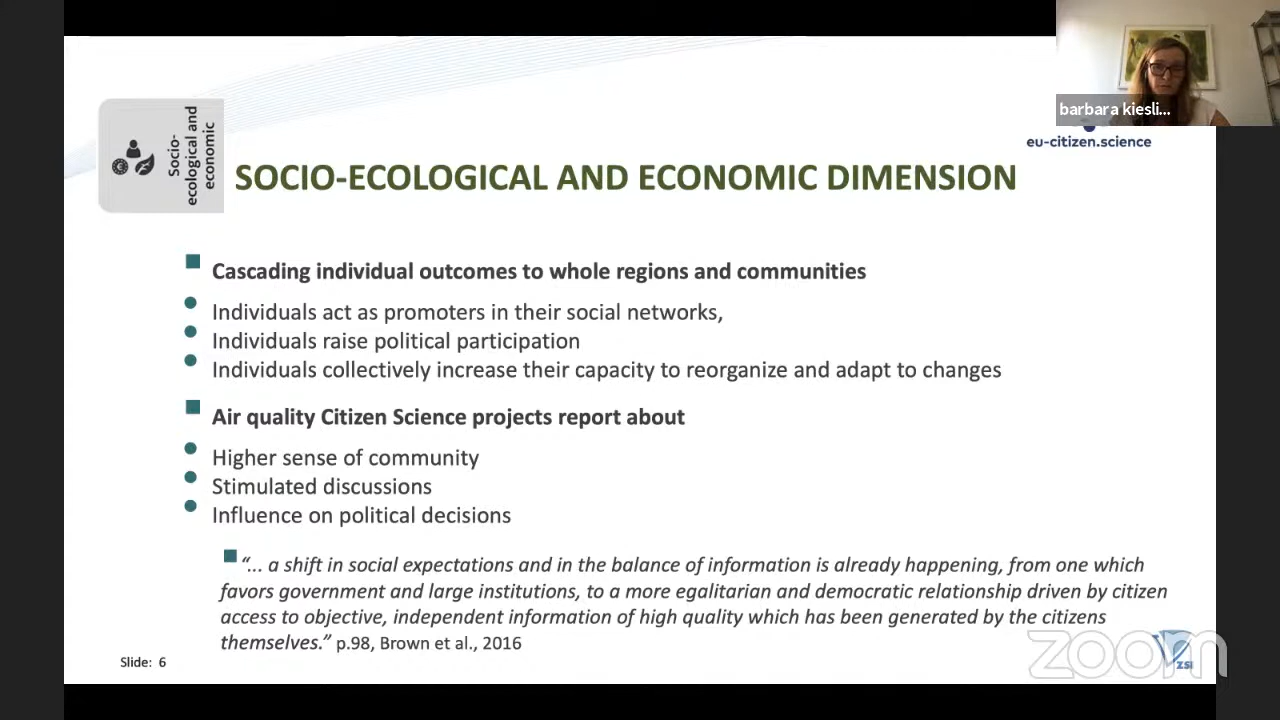 barbara kiesli...
eu-citizen.science
Socio-
ecological and
economic
SOCIO-ECOLOGICAL AND ECONOMIC DIMENSION
Cascading individual outcomes to whole regions and communities
Individuals act as promoters in their social networks,
Individuals raise political participation
Individuals collectively increase their capacity to reorganize and adapt to changes
Air quality Citizen Science projects report about
Higher sense of community
Stimulated discussions
Influence on political decisions
“... a shift in social expectations and in the balance of information is already happening, from one which
favors government and large institutions, to a more egalitarian and democratic relationship driven by citizen
access to objective, independent information of high quality which has been generated by the citizens
themselves.” p.98, Brown et al., 2016
Slide: 6
zoom
ZSI